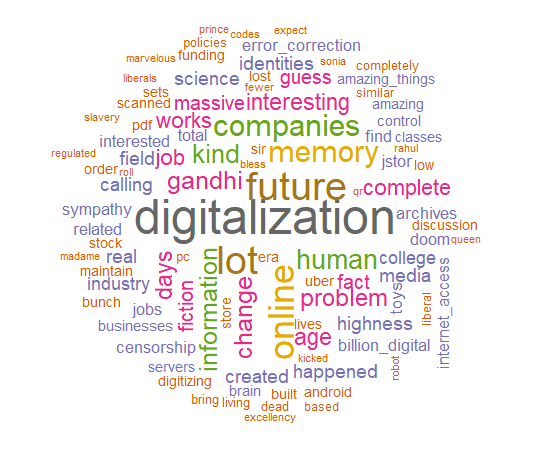 prince codes expect
policies error_correction
marvelous funding identities sonia completely
liberals science lost guess amazing_things
sets fewer similar
scanned massive interesting amazing
slavery works companies control
pdf total find classes
interested sir memory rahul
regulated field job kind bless jstor low
order roll gandhi future qr complete
calling
sympathy digitalization archives
related discussion
stock lot era human doom queen
madame real pc college
maintain days information online uber fact media internet_access
industry change problem toys liberal
bunch fiction store
jobs lives highness
businesses age
censorship billion_digital
servers kicked robot
digitizing created happened
brain built android
bring living dead based
excellency